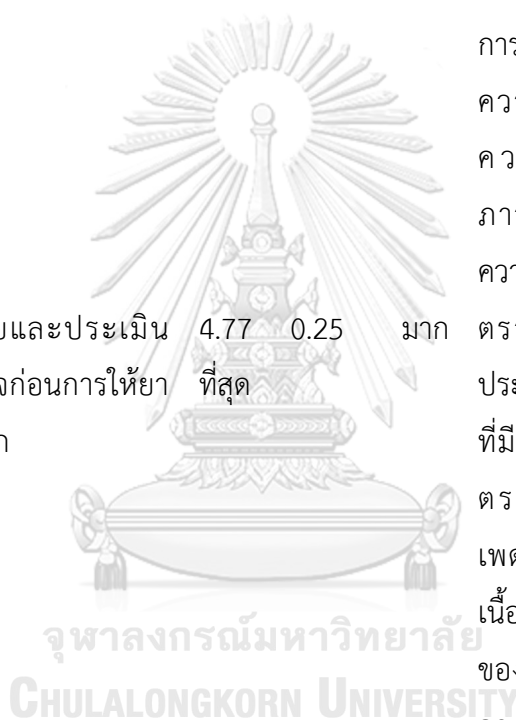 การ
ควา
คว
ภาว
ควา
และประเมิน 4.77 0.25 มาก
ก่อนการให้ยา ที่สุด
ตรว
ประ
ที่มี
ตร
เพด
เนื้อ
ของ
จุฬาลงกรณ์มหาวิทยาลัย
CHULALONGKORN UNIVERSITY